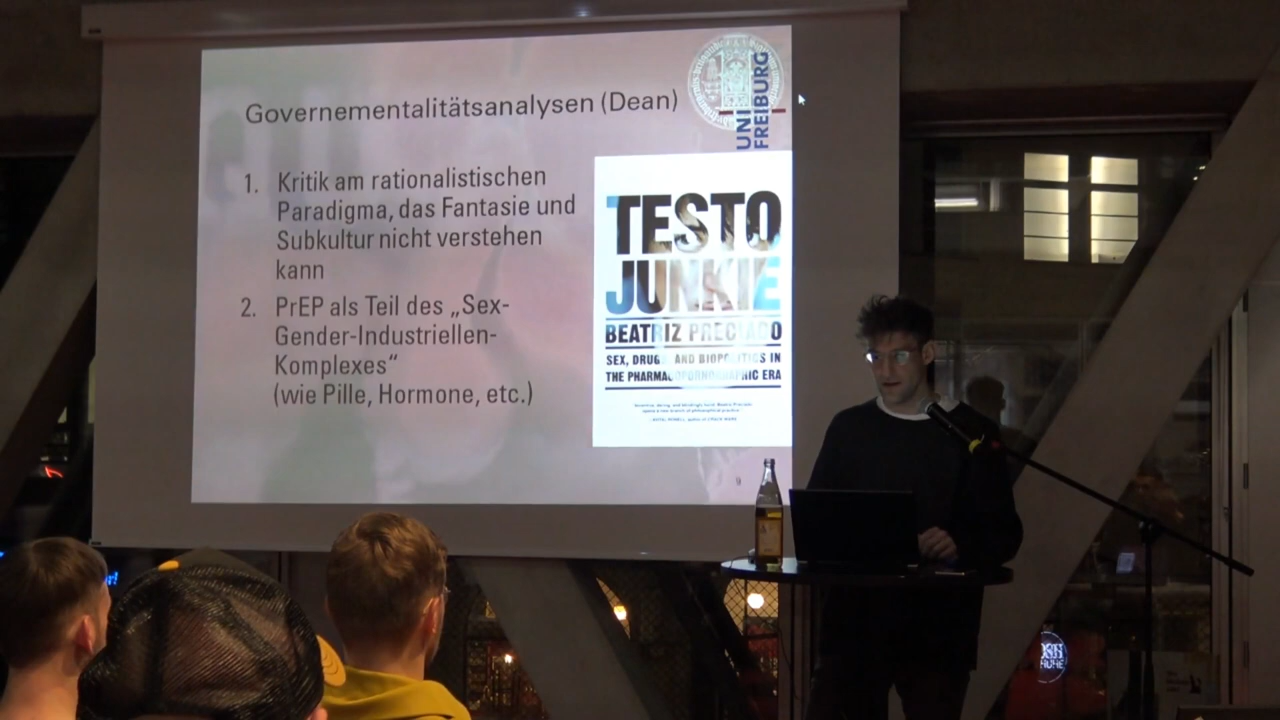 Governementalitätsanalysen (Dean)
UNI
FREIBURG
1. Kritik am rationalistischen
Paradigma, das Fantasie und
Subkultur nicht verstehen
kann
2. PrEP als Teil des „Sex-
Gender-Industriellen-
Komplexes“
(wie Pille, Hormone, etc.)
TESTO
JUNKIE
BEATRIZ PRECIADO
SEX, DRUGS, AND BIOPOLITICS IN
THE PHARMACOPORNOGRAPHIC ERA
9